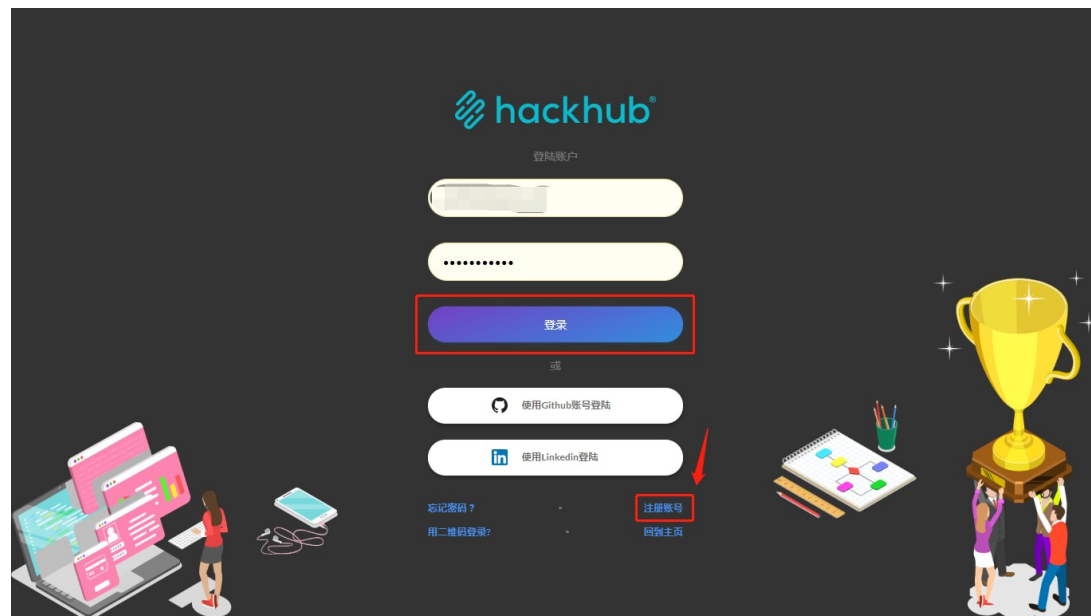 hackhub®
登陆账户
•••••••••••
登录
或
使用Github账号登陆
in 使用Linkedin登陆
忘记密码？ - 注册账号
用二维码登录? - 回到主页